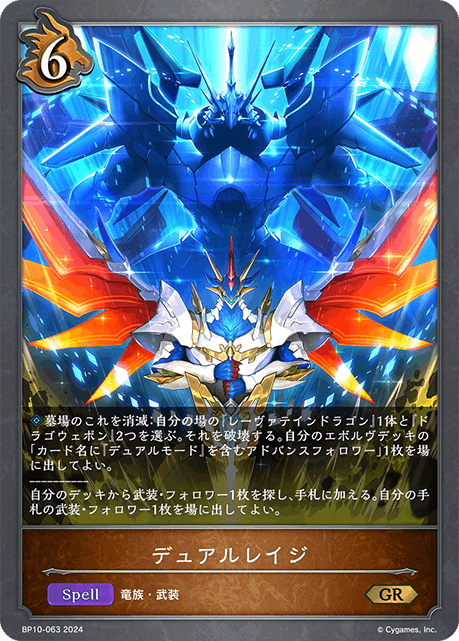 6
墓場のこれを消滅：自分の場の『レーヴァテインドラゴン』1体と『ド
ラゴウェポン』2つを選ぶ。それを破壊する。自分のエボルヴデッキの
「カード名に『デュアルモード』を含むアドバンスフォロワー」1枚を場
に出してよい。
----------
自分のデッキから武装・フォロワー1枚を探し、手札に加える。自分の手
札の武装・フォロワー1枚を場に出してよい。
デュアルレイジ
Spell 竜族・武装 GR
BP10-063 2024 © Cygames, Inc.